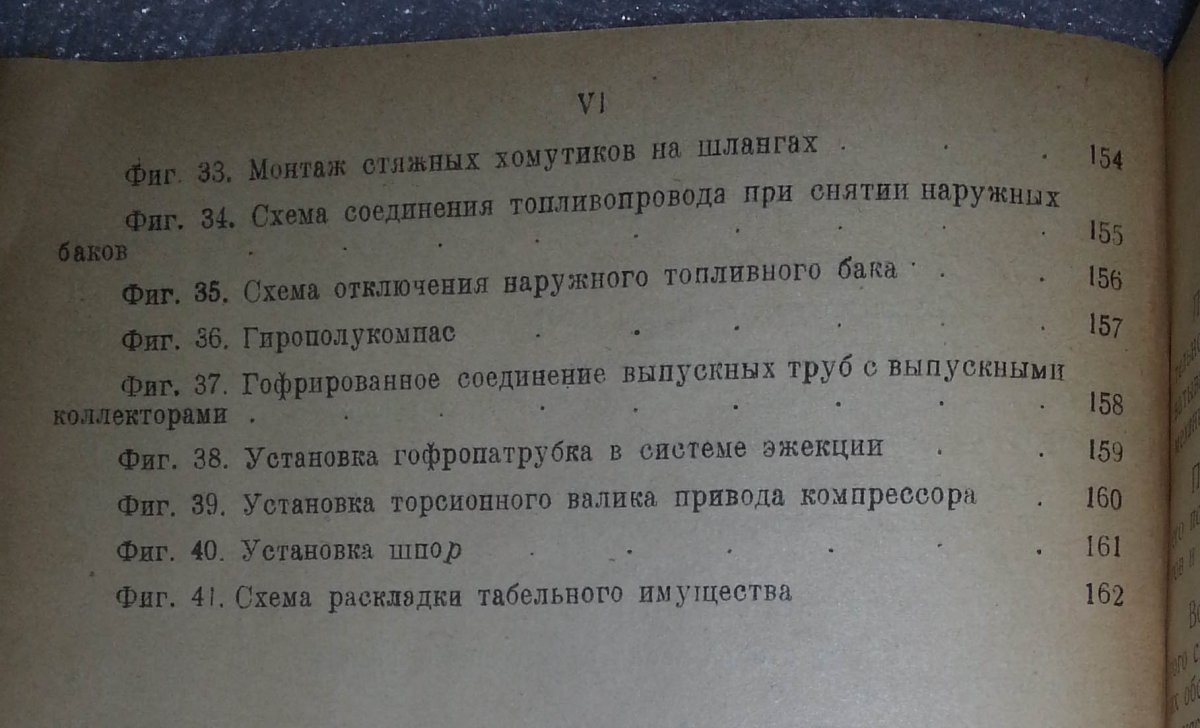 VI
Фиг. 33. Монтаж стяжных хомутиков на шлангах . . . 154
Фиг. 34. Схема соединения топливопровода при снятии наружных
баков . . . . . . . . . 155
Фиг. 35. Схема отключения наружного топливного бака . . . 156
Фиг. 36. Гирополукомпас . . . . . . 157
Фиг. 37. Гофрированное соединение выпускных труб с выпускными
коллекторами . . . . . . . . . 158
Фиг. 38. Установка гофропатрубка в системе эжекции . . 159
Фиг. 39. Установка торсионного валика привода компрессора . 160
Фиг. 40. Установка шпор . . . . . . 161
Фиг. 41. Схема раскладки табельного имущества 162